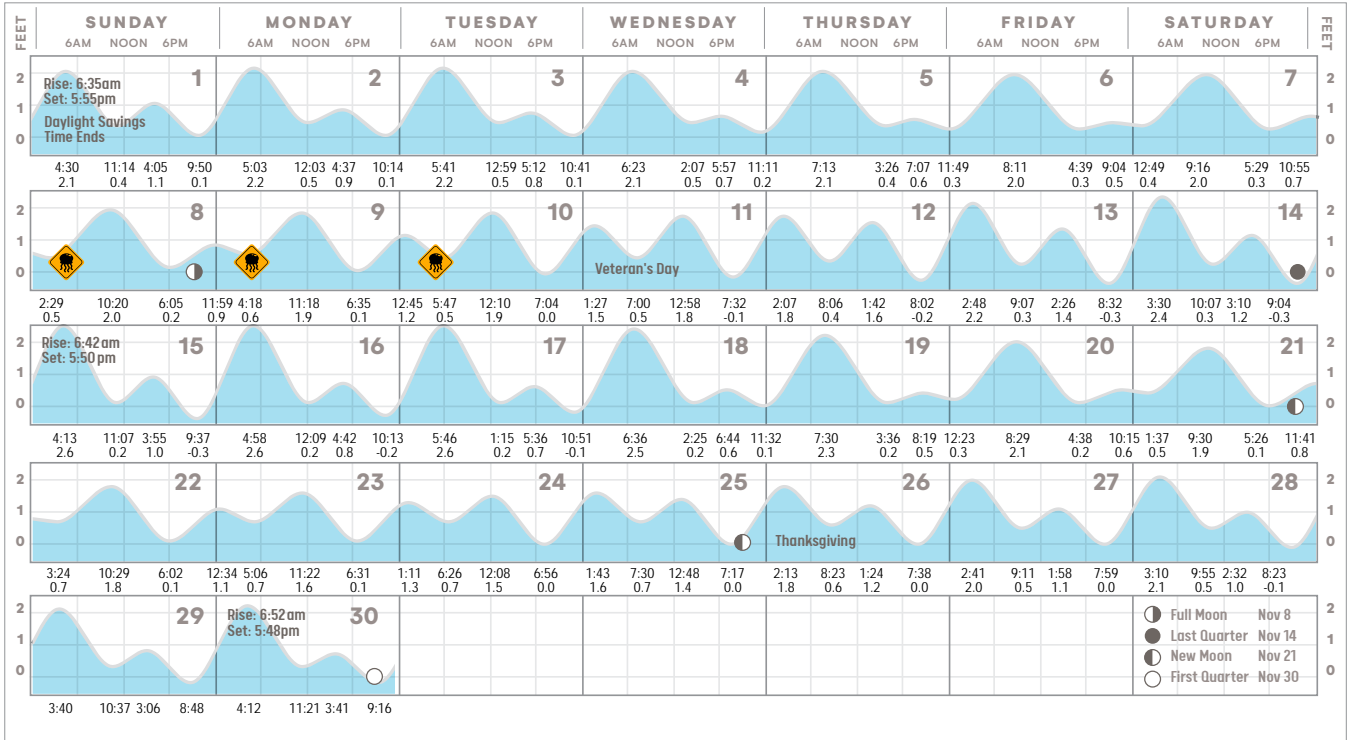 FEET SUNDAY MONDAY TUESDAY WEDNESDAY THURSDAY FRIDAY SATURDAY FEET
6AM NOON 6PM 6AM NOON 6PM 6AM NOON 6PM 6AM NOON 6PM 6AM NOON 6PM 6AM NOON 6PM 6AM NOON 6PM
2 1 2 3 4 5 6 7 2
Rise: 6:35am
Set: 5:55pm
1 1
Daylight Savings
Time Ends
0 0
4:30 11:14 4:05 9:50 5:03 12:03 4:37 10:14 5:41 12:59 5:12 10:41 6:23 2:07 5:57 11:11 7:13 3:26 7:07 11:49 8:11 4:39 9:04 12:49 9:16 5:29 10:55
2.1 0.4 1.1 0.1 2.2 0.5 0.9 0.1 2.2 0.5 0.8 0.1 2.1 0.5 0.7 0.2 2.1 0.4 0.6 0.3 2.0 0.3 0.5 0.4 2.0 0.3 0.7
2 8 9 10 11 12 13 14 2
1 1
0 Veteran's Day 0
2:29 10:20 6:05 11:59 4:18 11:18 6:35 12:45 5:47 12:10 7:04 1:27 7:00 12:58 7:32 2:07 8:06 1:42 8:02 2:48 9:07 2:26 8:32 3:30 10:07 3:10 9:04
0.5 2.0 0.2 0.9 0.6 1.9 0.1 1.2 0.5 1.9 0.0 1.5 0.5 1.8 -0.1 1.8 0.4 1.6 -0.2 2.2 0.3 1.4 -0.3 2.4 0.3 1.2 -0.3
2 Rise: 6:42am 15 16 17 18 19 20 21 2
Set: 5:50pm
1 1
0 0
4:13 11:07 3:55 9:37 4:58 12:09 4:42 10:13 5:46 1:15 5:36 10:51 6:36 2:25 6:44 11:32 7:30 3:36 8:19 12:23 8:29 4:38 10:15 1:37 9:30 5:26 11:41
2.6 0.2 1.0 -0.3 2.6 0.2 0.8 -0.2 2.6 0.2 0.7 -0.1 2.5 0.2 0.6 0.1 2.3 0.2 0.5 0.3 2.1 0.2 0.6 0.5 1.9 0.1 0.8
2 22 23 24 25 26 27 28 2
1 1
0 Thanksgiving 0
3:24 10:29 6:02 12:34 5:06 11:22 6:31 1:11 6:26 12:08 6:56 1:43 7:30 12:48 7:17 2:13 8:23 1:24 7:38 2:41 9:11 1:58 7:59 3:10 9:55 2:32 8:23
0.7 1.8 0.1 1.1 0.7 1.6 0.1 1.3 0.7 1.5 0.0 1.6 0.7 1.4 0.0 1.8 0.6 1.2 0.0 2.0 0.5 1.1 0.0 2.1 0.5 1.0 -0.1
2 29 Rise: 6:52am 30 Full Moon Nov 8 2
Set: 5:48pm
1 Last Quarter Nov 14 1
New Moon Nov 21
0 First Quarter Nov 30 0
3:40 10:37 3:06 8:48 4:12 11:21 3:41 9:16